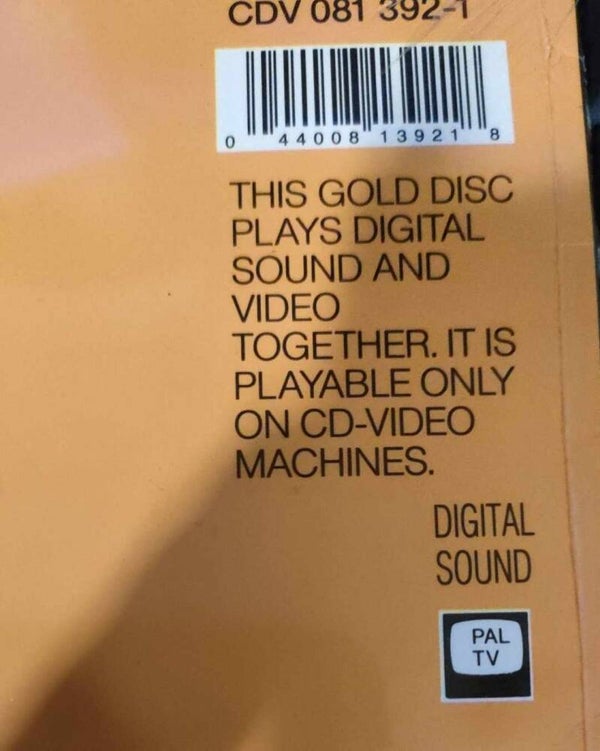 CDV 081 392-1
0 44008 13921 8
THIS GOLD DISC
PLAYS DIGITAL
SOUND AND
VIDEO
TOGETHER. IT IS
PLAYABLE ONLY
ON CD-VIDEO
MACHINES.
DIGITAL
SOUND
PAL
TV